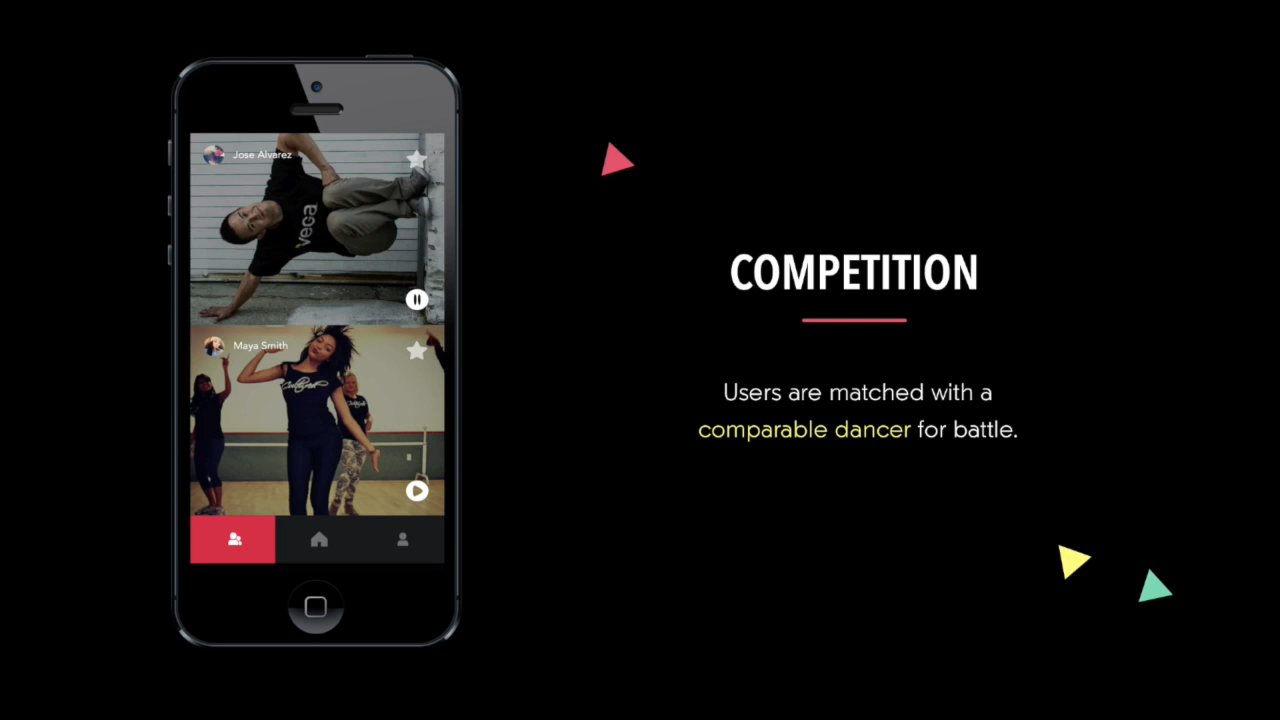 Jose Alvarez
vega
Maya Smith
COMPETITION
Users are matched with a
comparable dancer for battle.